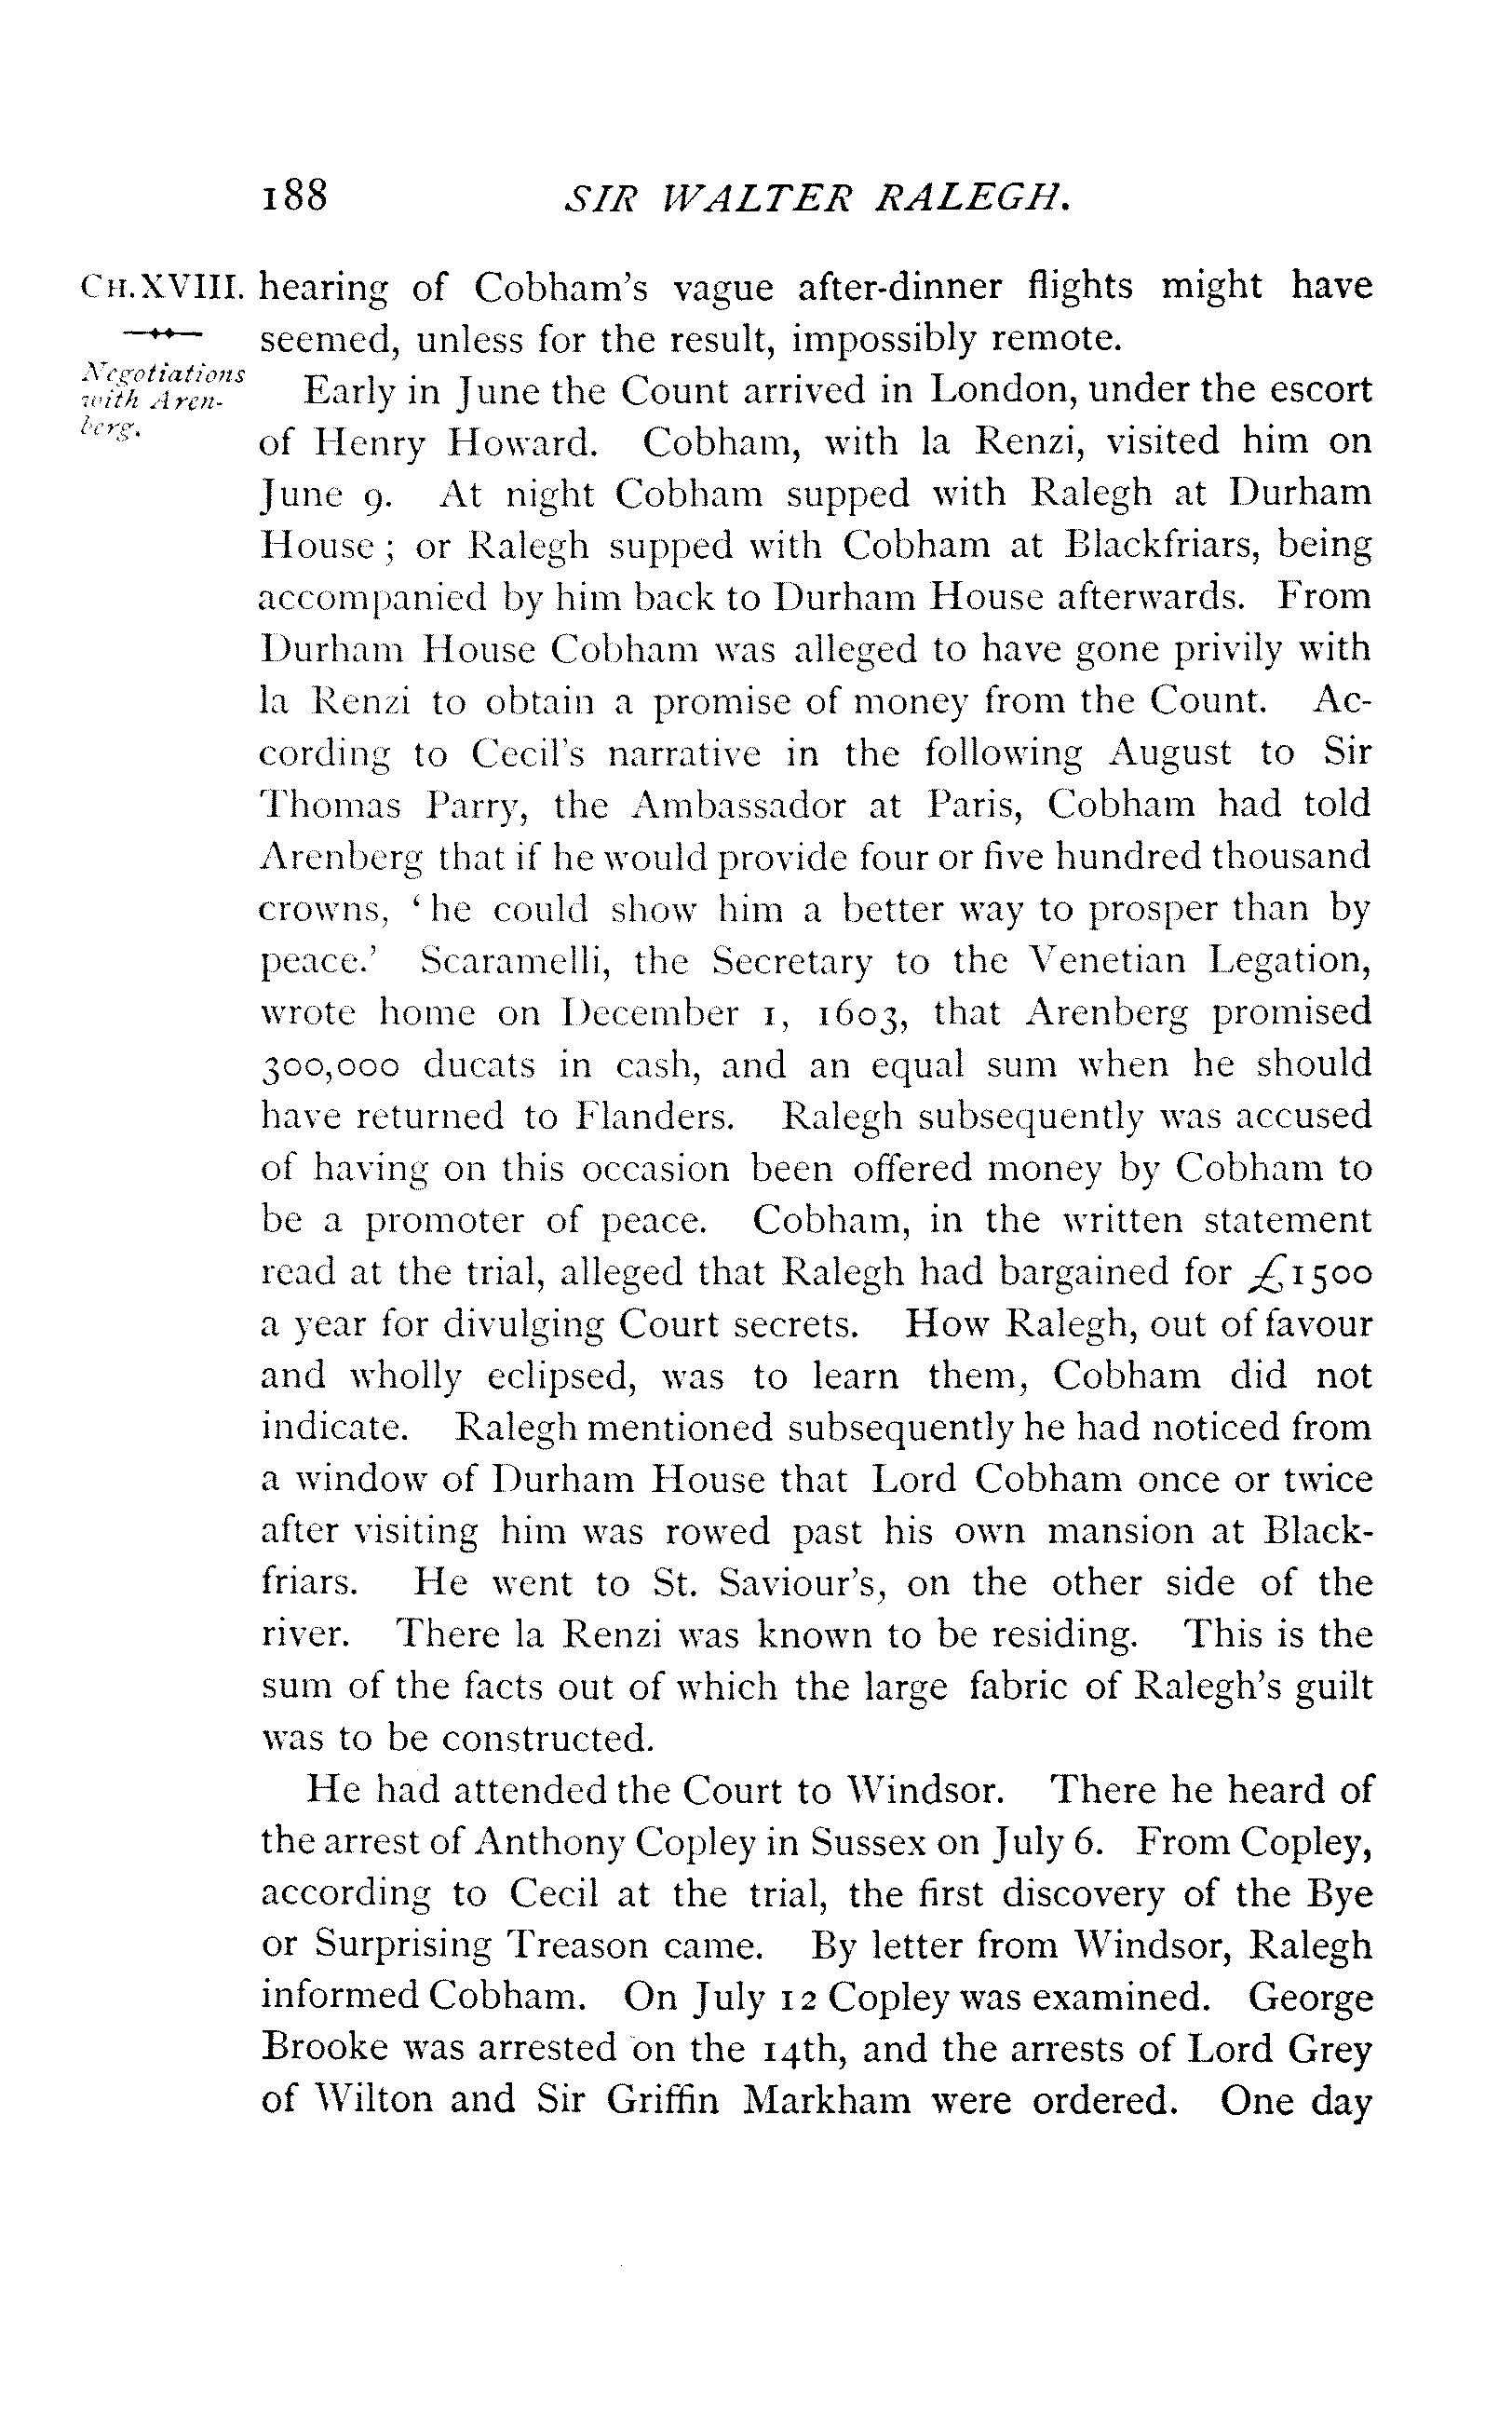 188 SIR WALTER RALEGH.
CH. XVIII. hearing of Cobham's vague after-dinner flights might have
seemed, unless for the result, impossibly remote.
Negotiations
with Aren-
berg.
Early in June the Count arrived in London, under the escort
of Henry Howard. Cobham, with la Renzi, visited him on
June 9. At night Cobham supped with Ralegh at Durham
House; or Ralegh supped with Cobham at Blackfriars, being
accompanied by him back to Durham House afterwards. From
Durham House Cobham was alleged to have gone privily with
la Renzi to obtain a promise of money from the Count. Ac-
cording to Cecil's narrative in the following August to Sir
Thomas Parry, the Ambassador at Paris, Cobham had told
Arenberg that if he would provide four or five hundred thousand
crowns, 'he could show him a better way to prosper than by
peace.' Scaramelli, the Secretary to the Venetian Legation,
wrote home on December 1, 1603, that Arenberg promised
300,000 ducats in cash, and an equal sum when he should
have returned to Flanders. Ralegh subsequently was accused
of having on this occasion been offered money by Cobham to
be a promoter of peace. Cobham, in the written statement
read at the trial, alleged that Ralegh had bargained for £1500
a year for divulging Court secrets. How Ralegh, out of favour
and wholly eclipsed, was to learn them, Cobham did not
indicate. Ralegh mentioned subsequently he had noticed from
a window of Durham House that Lord Cobham once or twice
after visiting him was rowed past his own mansion at Black-
friars. He went to St. Saviour's, on the other side of the
river. There la Renzi was known to be residing. This is the
sum of the facts out of which the large fabric of Ralegh's guilt
was to be constructed.
He had attended the Court to Windsor. There he heard of
the arrest of Anthony Copley in Sussex on July 6. From Copley,
according to Cecil at the trial, the first discovery of the Bye
or Surprising Treason came. By letter from Windsor, Ralegh
informed Cobham. On July 12 Copley was examined. George
Brooke was arrested on the 14th, and the arrests of Lord Grey
of Wilton and Sir Griffin Markham were ordered. One day